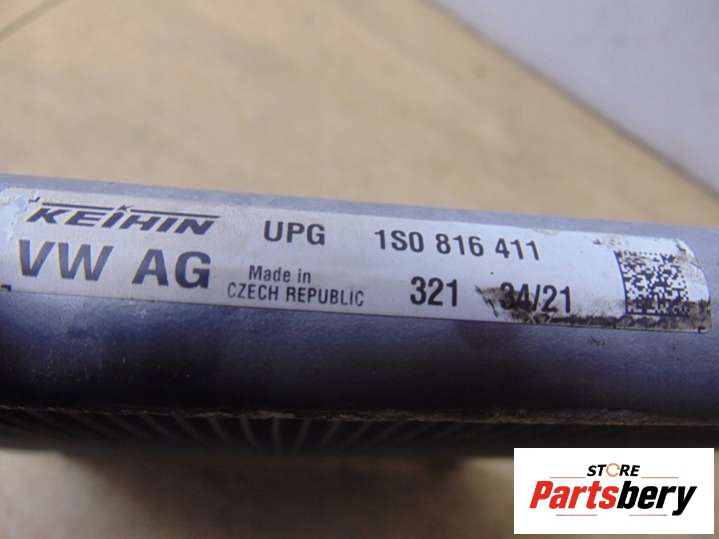 KEIHIN UPG 1S0 816 411
VW AG Made in CZECH REPUBLIC 321 34/21
STORE
Partsbery